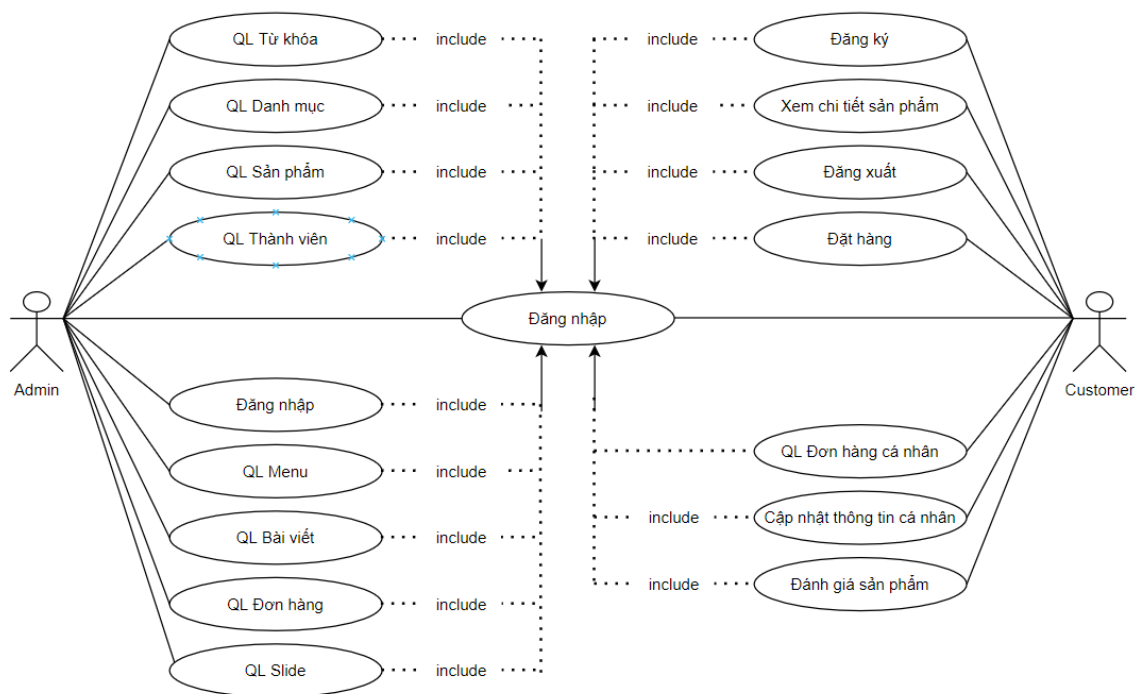 QL Từ khóa include include Đăng ký
QL Danh mục include include Xem chi tiết sản phẩm
QL Sản phẩm include include Đăng xuất
QL Thành viên include include Đặt hàng
Đăng nhập
Admin Customer
Đăng nhập include
QL Đơn hàng cá nhân
QL Menu include
include Cập nhật thông tin cá nhân
QL Bài viết include
include Đánh giá sản phẩm
QL Đơn hàng include
QL Slide include